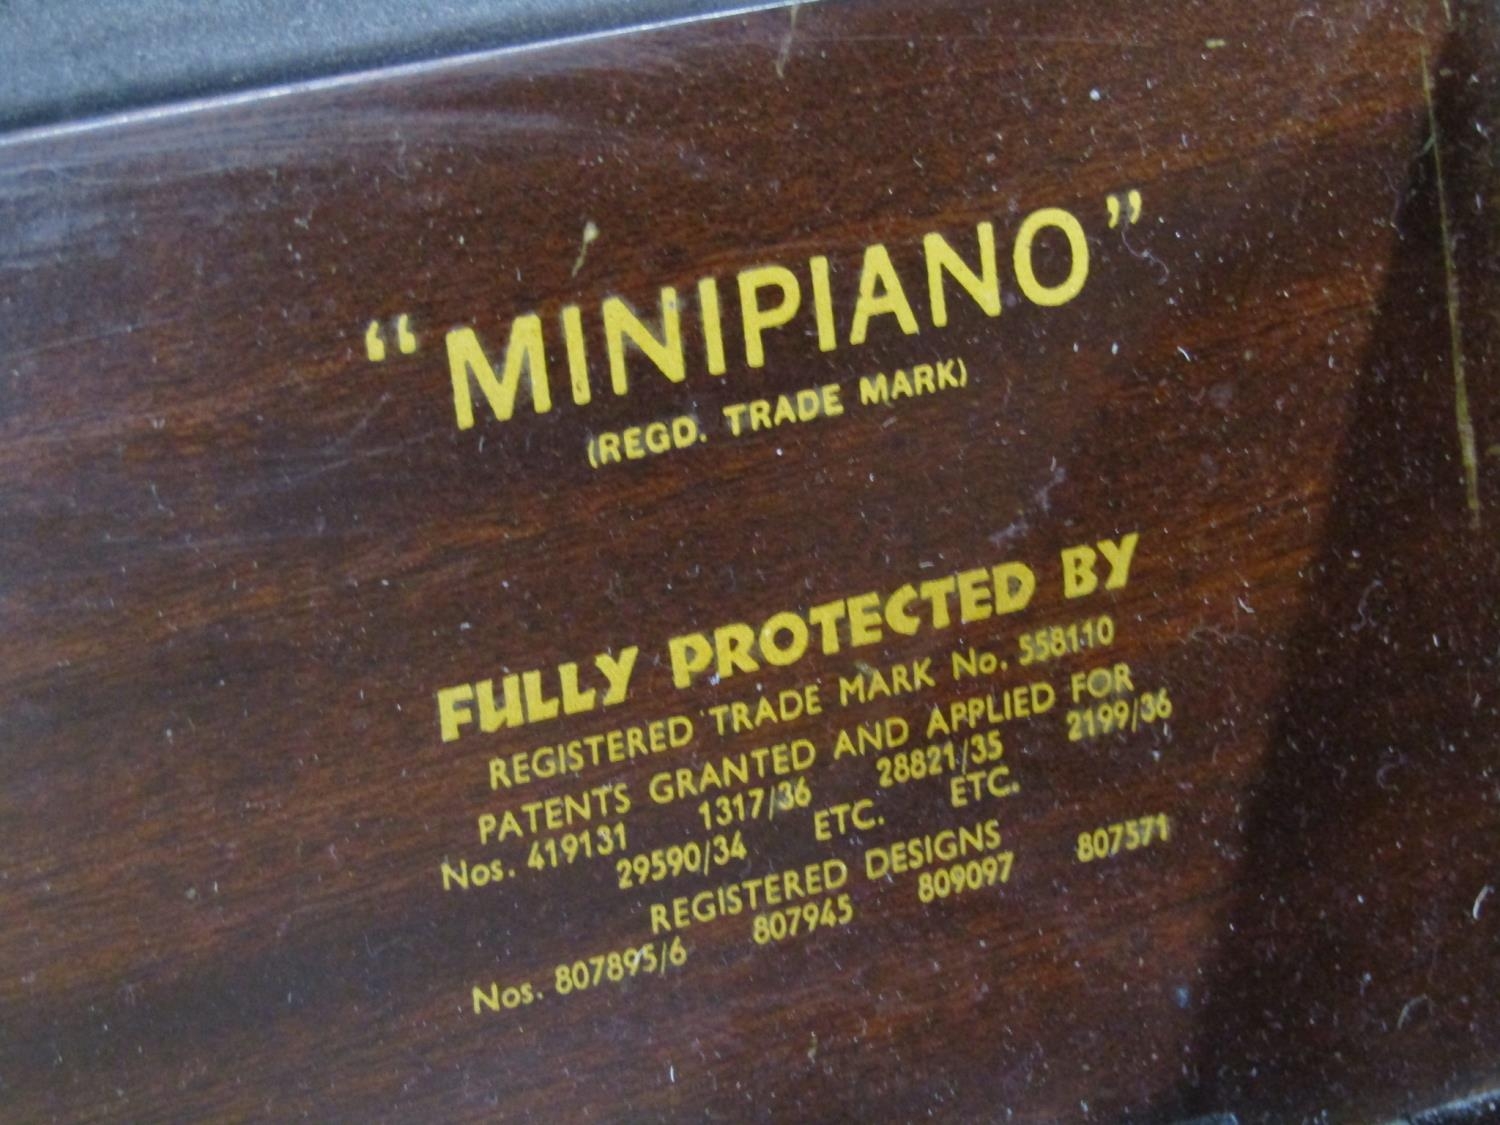 “MINIPIANO”
(REGD. TRADE MARK)
FULLY PROTECTED BY
REGISTERED TRADE MARK No. 558110
PATENTS GRANTED AND APPLIED FOR
Nos. 419131 1317/36 28821/35 2199/36
29590/34 ETC. ETC.
REGISTERED DESIGNS
Nos. 807895/6 807945 809097 807571